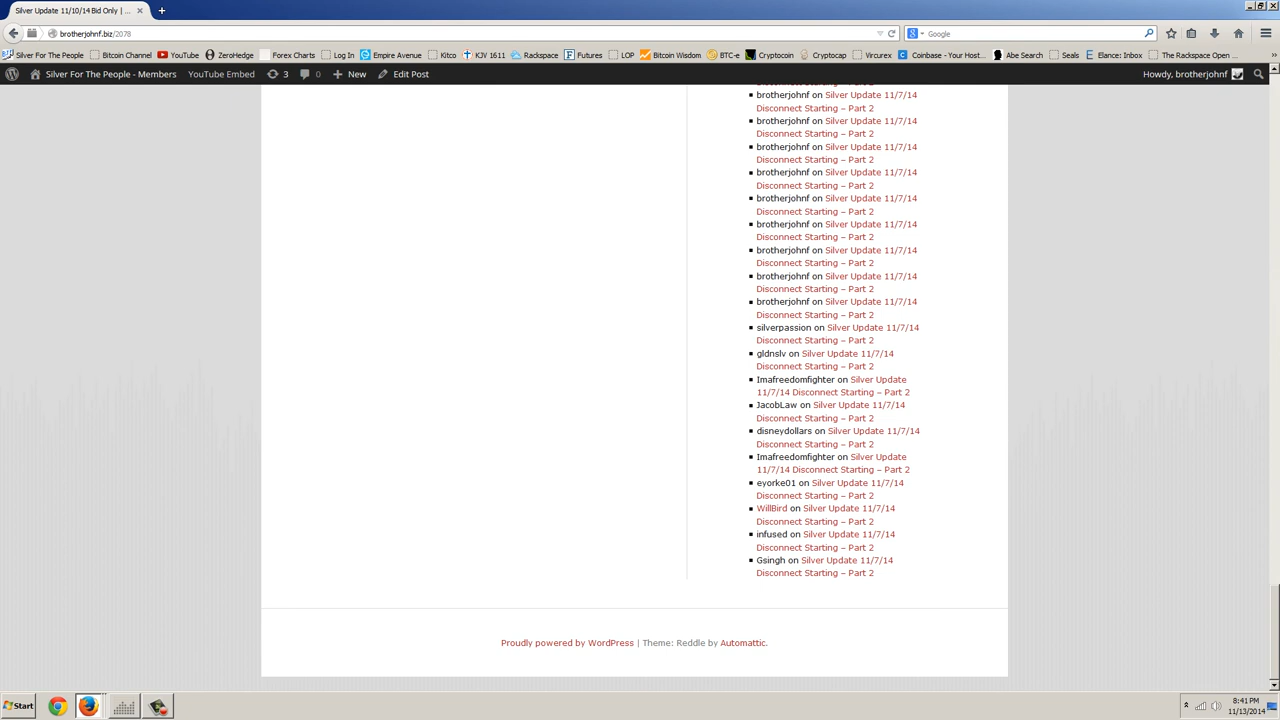 Silver Update 11/10/14 Bid Only | ...
brotherjohnf.biz/2078
Google
Silver For The People Bitcoin Channel YouTube ZeroHedge Forex Charts Log In Empire Avenue Kitco KJV 1611 Rackspace Futures LOP Bitcoin Wisdom BTC-e Cryptocoin Cryptocap Vircurex Coinbase - Your Host... Abe Search Seals Elance: Inbox The Rackspace Open ...
Silver For The People - Members YouTube Embed 3 0 New Edit Post Howdy, brotherjohnf
brotherjohnf on Silver Update 11/7/14
Disconnect Starting – Part 2
brotherjohnf on Silver Update 11/7/14
Disconnect Starting – Part 2
brotherjohnf on Silver Update 11/7/14
Disconnect Starting – Part 2
brotherjohnf on Silver Update 11/7/14
Disconnect Starting – Part 2
brotherjohnf on Silver Update 11/7/14
Disconnect Starting – Part 2
brotherjohnf on Silver Update 11/7/14
Disconnect Starting – Part 2
brotherjohnf on Silver Update 11/7/14
Disconnect Starting – Part 2
brotherjohnf on Silver Update 11/7/14
Disconnect Starting – Part 2
brotherjohnf on Silver Update 11/7/14
Disconnect Starting – Part 2
silverpassion on Silver Update 11/7/14
Disconnect Starting – Part 2
gldnslv on Silver Update 11/7/14
Disconnect Starting – Part 2
Imafreedomfighter on Silver Update
11/7/14 Disconnect Starting – Part 2
JacobLaw on Silver Update 11/7/14
Disconnect Starting – Part 2
disneydollars on Silver Update 11/7/14
Disconnect Starting – Part 2
Imafreedomfighter on Silver Update
11/7/14 Disconnect Starting – Part 2
eyorke01 on Silver Update 11/7/14
Disconnect Starting – Part 2
WillBird on Silver Update 11/7/14
Disconnect Starting – Part 2
infused on Silver Update 11/7/14
Disconnect Starting – Part 2
Gsingh on Silver Update 11/7/14
Disconnect Starting – Part 2
Proudly powered by WordPress | Theme: Reddle by Automattic.
Start
8:41 PM
11/13/2014